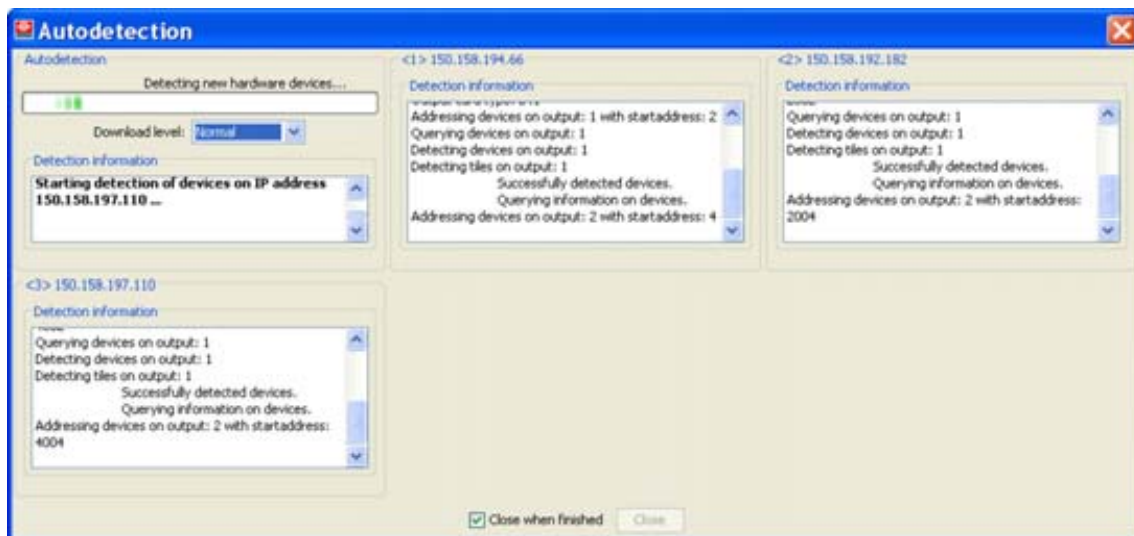 Autodetection
Autodetection
Detecting new hardware devices...
Download level: Normal
Detection information
Starting detection of devices on IP address
150.158.197.110 ...
<1> 150.158.194.66
Detection information
Addressing devices on output: 1 with startaddress: 2
Querying devices on output: 1
Detecting devices on output: 1
Detecting tiles on output: 1
Successfully detected devices.
Querying information on devices.
Addressing devices on output: 2 with startaddress: 4
<2> 150.158.192.182
Detection information
Querying devices on output: 1
Detecting devices on output: 1
Detecting tiles on output: 1
Successfully detected devices.
Querying information on devices.
Addressing devices on output: 2 with startaddress:
2004
<3> 150.158.197.110
Detection information
Querying devices on output: 1
Detecting devices on output: 1
Detecting tiles on output: 1
Successfully detected devices.
Querying information on devices.
Addressing devices on output: 2 with startaddress:
4004
Close when finished
Close